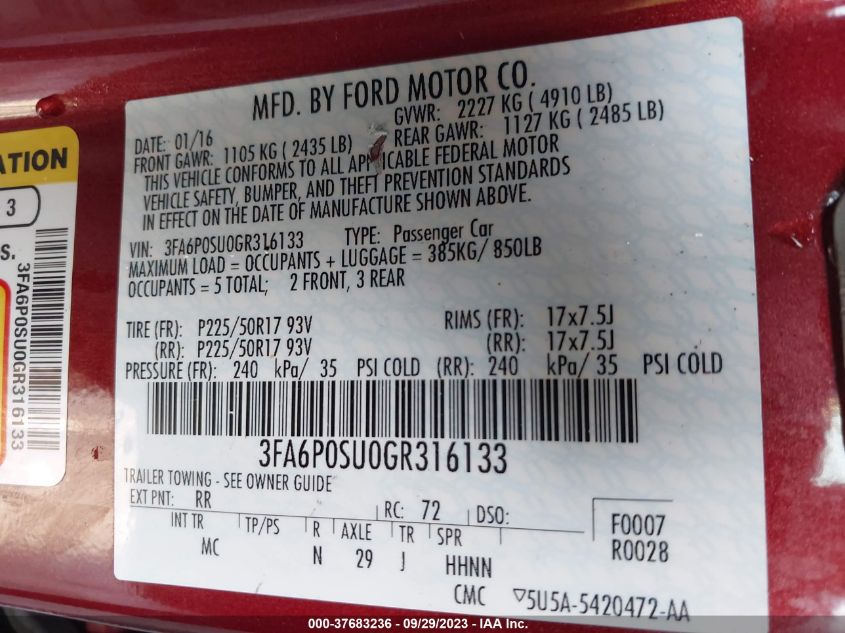 MFD. BY FORD MOTOR CO.
DATE: 01/16
GVWR: 2227 KG ( 4910 LB)
FRONT GAWR: 1105 KG ( 2435 LB)
REAR GAWR: 1127 KG ( 2485 LB)
THIS VEHICLE CONFORMS TO ALL APPLICABLE FEDERAL MOTOR
VEHICLE SAFETY, BUMPER, AND THEFT PREVENTION STANDARDS
IN EFFECT ON THE DATE OF MANUFACTURE SHOWN ABOVE.
VIN: 3FA6P0SU0GR316133 TYPE: Passenger Car
MAXIMUM LOAD = OCCUPANTS + LUGGAGE = 385KG/ 850LB
OCCUPANTS = 5 TOTAL; 2 FRONT, 3 REAR
TIRE (FR): P225/50R17 93V RIMS (FR): 17x7.5J
(RR): P225/50R17 93V (RR): 17x7.5J
PRESSURE (FR): 240 kPa/ 35 PSI COLD (RR): 240 kPa/ 35 PSI COLD
3FA6P0SU0GR316133
TRAILER TOWING - SEE OWNER GUIDE
EXT PNT: RR RC: 72 DSO:
INT TR TP/PS R AXLE TR SPR
MC N 29 J HHNN
F0007
R0028
CMC ▽5U5A-5420472-AA
ATION
3
S.
3FA6P0SU0GR316133
000-37683236 - 09/29/2023 - IAA Inc.